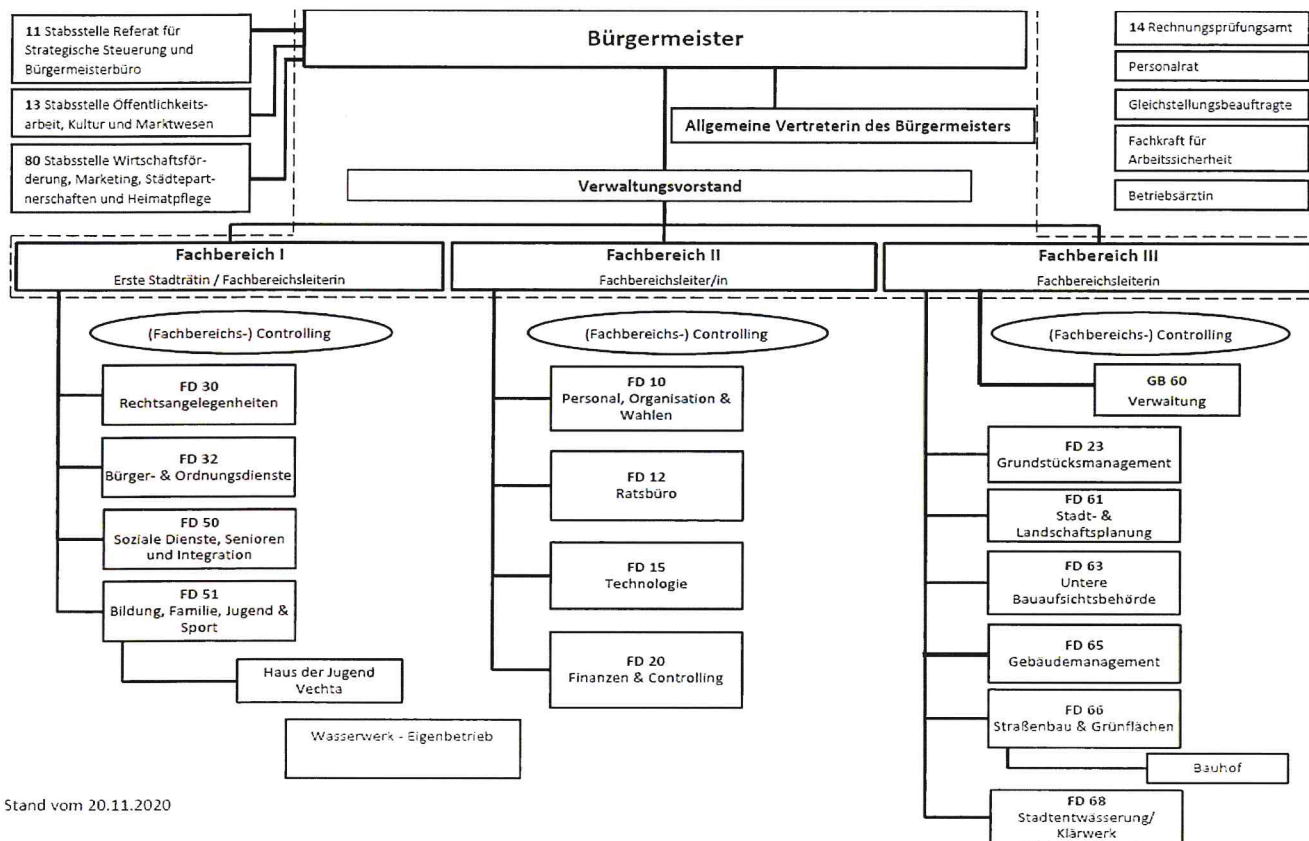 11 Stabsstelle Referat für
Strategische Steuerung und
Bürgermeisterbüro
13 Stabsstelle Öffentlichkeits-
arbeit, Kultur und Marktwesen
80 Stabsstelle Wirtschaftsför-
derung, Marketing, Städtepart-
nerschaften und Heimatpflege
Bürgermeister
Allgemeine Vertreterin des Bürgermeisters
Verwaltungsvorstand
14 Rechnungsprüfungsamt
Personalrat
Gleichstellungsbeauftragte
Fachkraft für
Arbeitssicherheit
Betriebsärztin
Fachbereich I
Erste Stadträtin / Fachbereichsleiterin
(Fachbereichs-) Controlling
FD 30
Rechtsangelegenheiten
FD 32
Bürger- & Ordnungsdienste
FD 50
Soziale Dienste, Senioren
und Integration
FD 51
Bildung, Familie, Jugend &
Sport
Haus der Jugend
Vechta
Fachbereich II
Fachbereichsleiter/in
(Fachbereichs-) Controlling
FD 10
Personal, Organisation &
Wahlen
FD 12
Ratsbüro
FD 15
Technologie
FD 20
Finanzen & Controlling
Wasserwerk - Eigenbetrieb
Fachbereich III
Fachbereichsleiterin
(Fachbereichs-) Controlling
GB 60
Verwaltung
FD 23
Grundstücksmanagement
FD 61
Stadt- &
Landschaftsplanung
FD 63
Untere
Bauaufsichtsbehörde
FD 65
Gebäudemanagement
FD 66
Straßenbau & Grünflächen
Bauhof
FD 68
Stadtentwässerung/
Klärwerk
Stand vom 20.11.2020